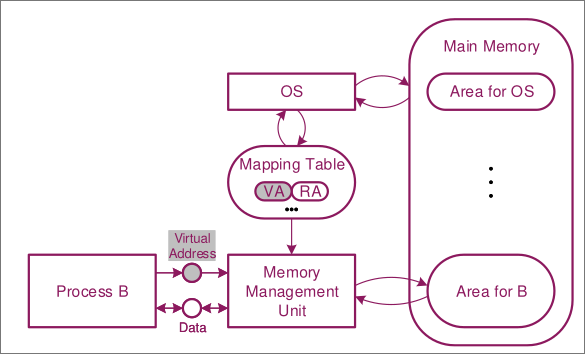 Main Memory
OS
Area for OS
Mapping Table
VA RA
...
Virtual
Address
Process B
Memory
Management
Unit
Area for B
Data